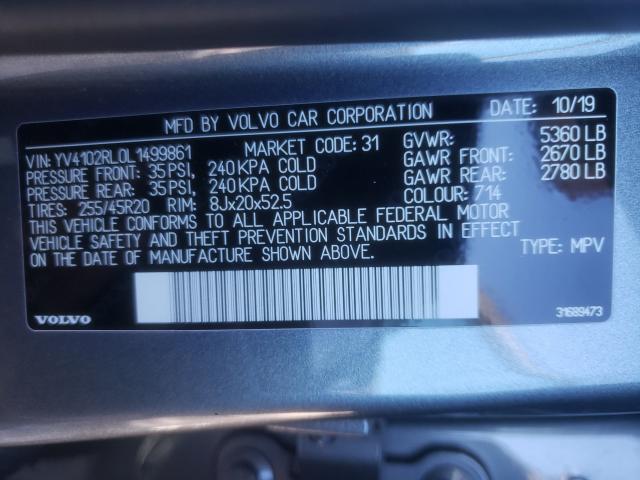 MFD BY VOLVO CAR CORPORATION DATE: 10/19
VIN: YV4102RL0L1499861 MARKET CODE: 31 GVWR: 5360 LB
PRESSURE FRONT: 35 PSI, 240 KPA COLD GAWR FRONT: 2670 LB
PRESSURE REAR: 35 PSI, 240 KPA COLD GAWR REAR: 2780 LB
TIRES: 255/45R20 RIM: 8Jx20x52.5 COLOUR: 714
THIS VEHICLE CONFORMS TO ALL APPLICABLE FEDERAL MOTOR
VEHICLE SAFETY AND THEFT PREVENTION STANDARDS IN EFFECT
ON THE DATE OF MANUFACTURE SHOWN ABOVE. TYPE: MPV
VOLVO 31689473